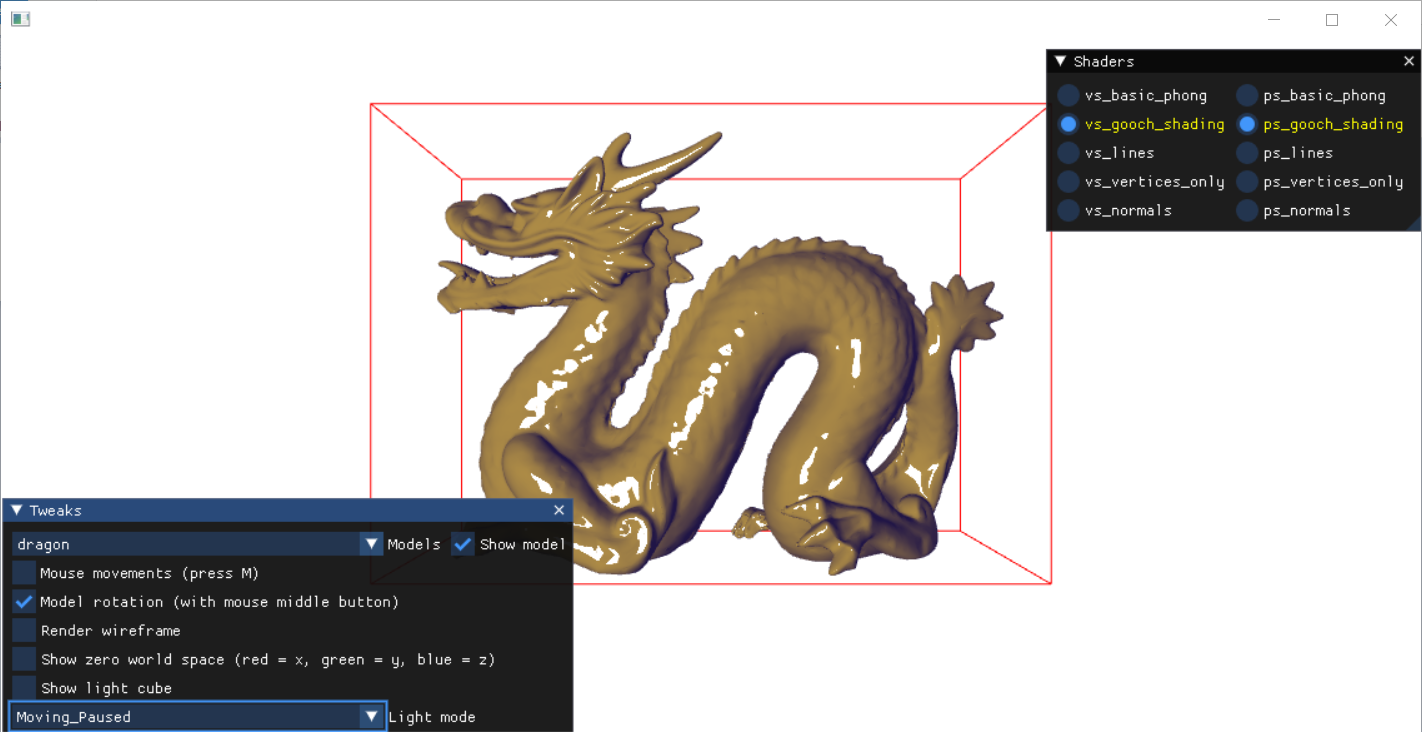 Shaders
vs_basic_phong ps_basic_phong
vs_gooch_shading ps_gooch_shading
vs_lines ps_lines
vs_vertices_only ps_vertices_only
vs_normals ps_normals
Tweaks
dragon Models Show model
Mouse movements (press M)
Model rotation (with mouse middle button)
Render wireframe
Show zero world space (red = x, green = y, blue = z)
Show light cube
Moving_Paused Light mode